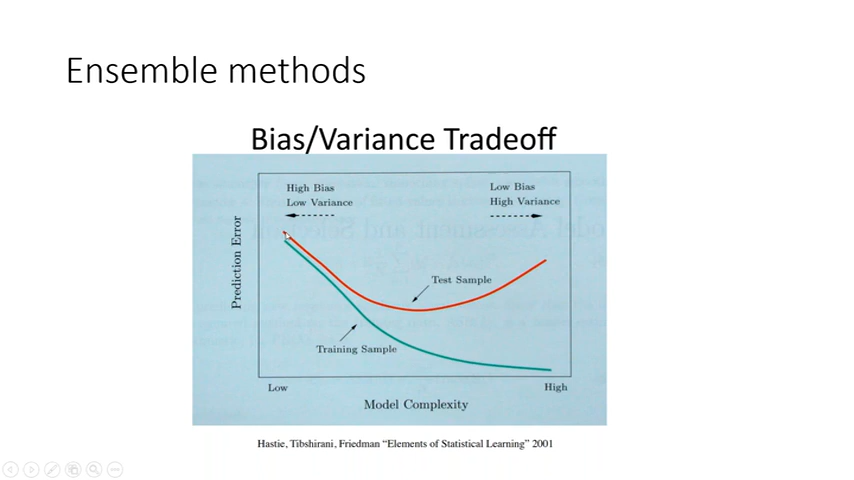 Ensemble methods
Bias/Variance Tradeoff
High Bias
Low Variance
Low Bias
High Variance
Prediction Error
Test Sample
Training Sample
Low
High
Model Complexity
Hastie, Tibshirani, Friedman “Elements of Statistical Learning” 2001